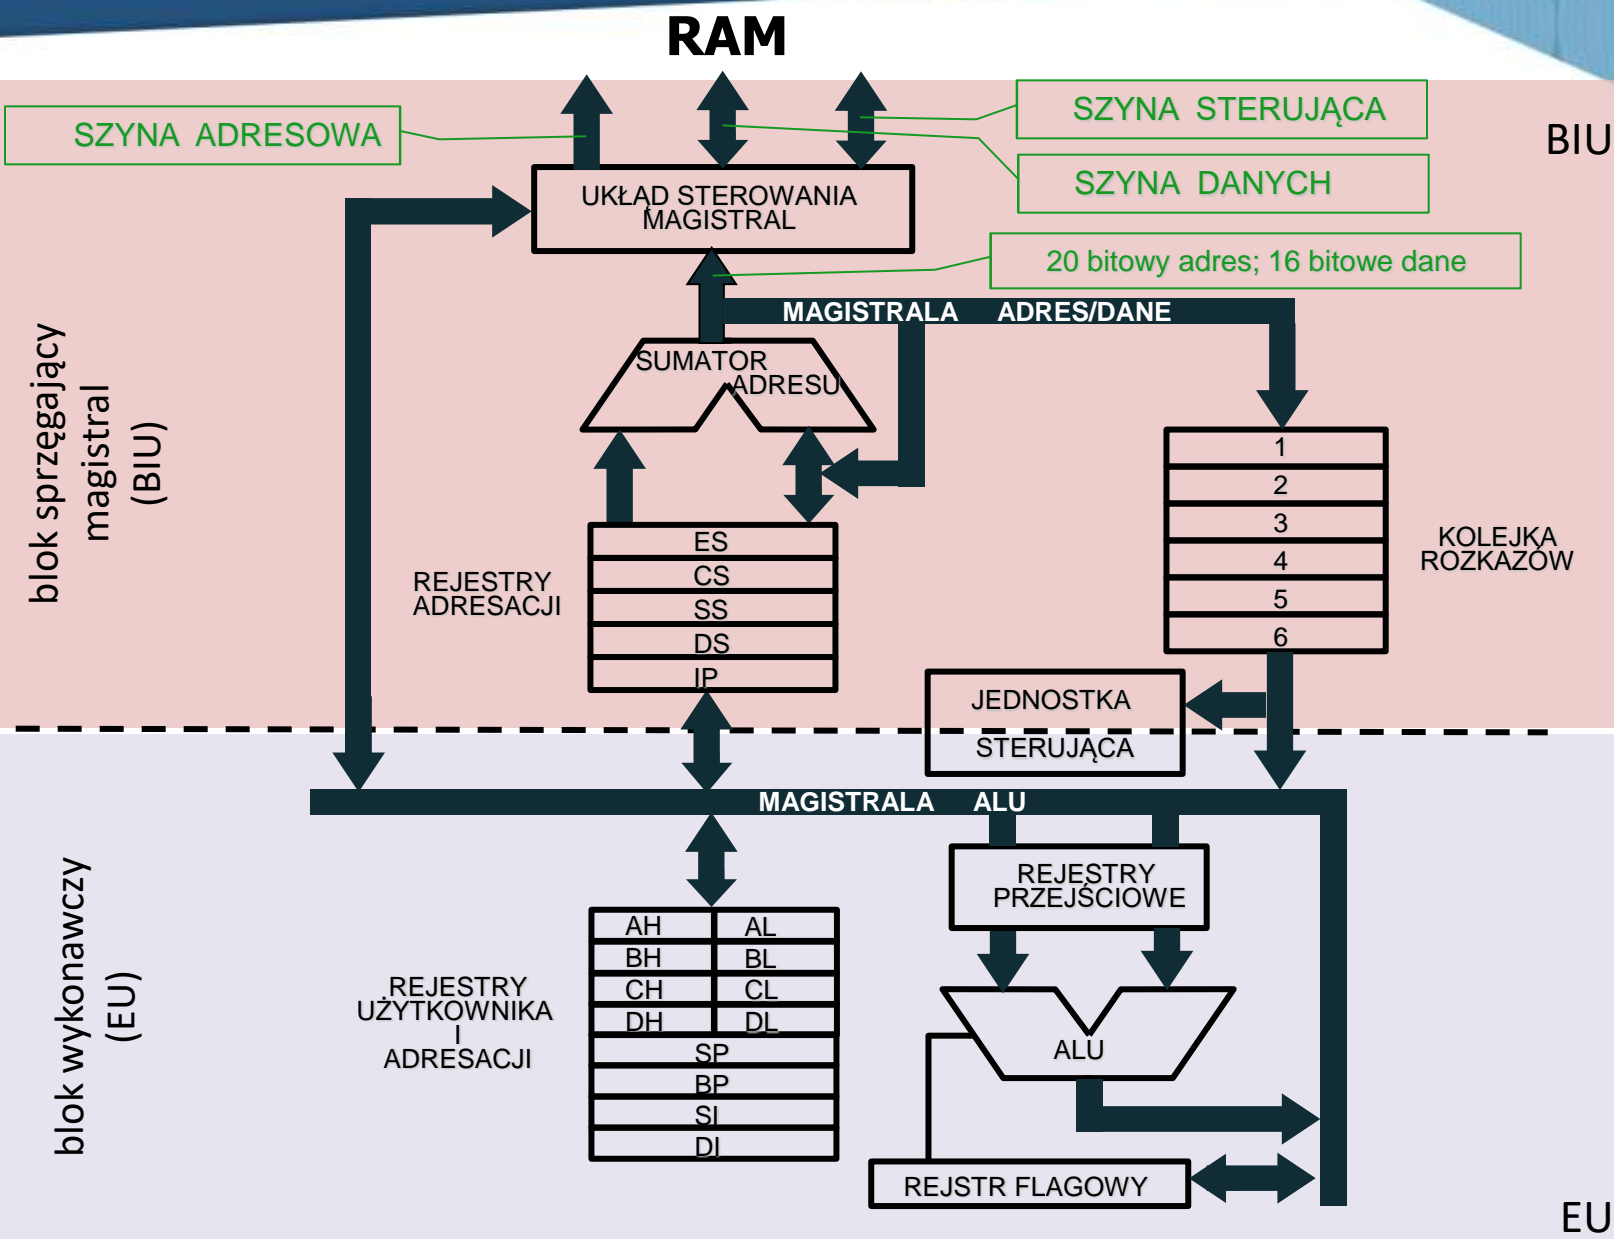 RAM
SZYNA ADRESOWA
SZYNA STERUJĄCA
BIU
SZYNA DANYCH
UKŁĄD STEROWANIA
MAGISTRAL
20 bitowy adres; 16 bitowe dane
MAGISTRALA ADRES/DANE
blok sprzęgający
magistral
(BIU)
SUMATOR
ADRESU
REJESTRY
ADRESACJI
ES
CS
SS
DS
IP
1
2
3
4
5
6
KOLEJKA
ROZKAZÓW
JEDNOSTKA
STERUJĄCA
MAGISTRALA ALU
blok wykonawczy
(EU)
REJESTRY
UŻYTKOWNIKA
I
ADRESACJI
AH AL
BH BL
CH CL
DH DL
SP
BP
SI
DI
REJESTRY
PRZEJŚCIOWE
ALU
REJSTR FLAGOWY
EU